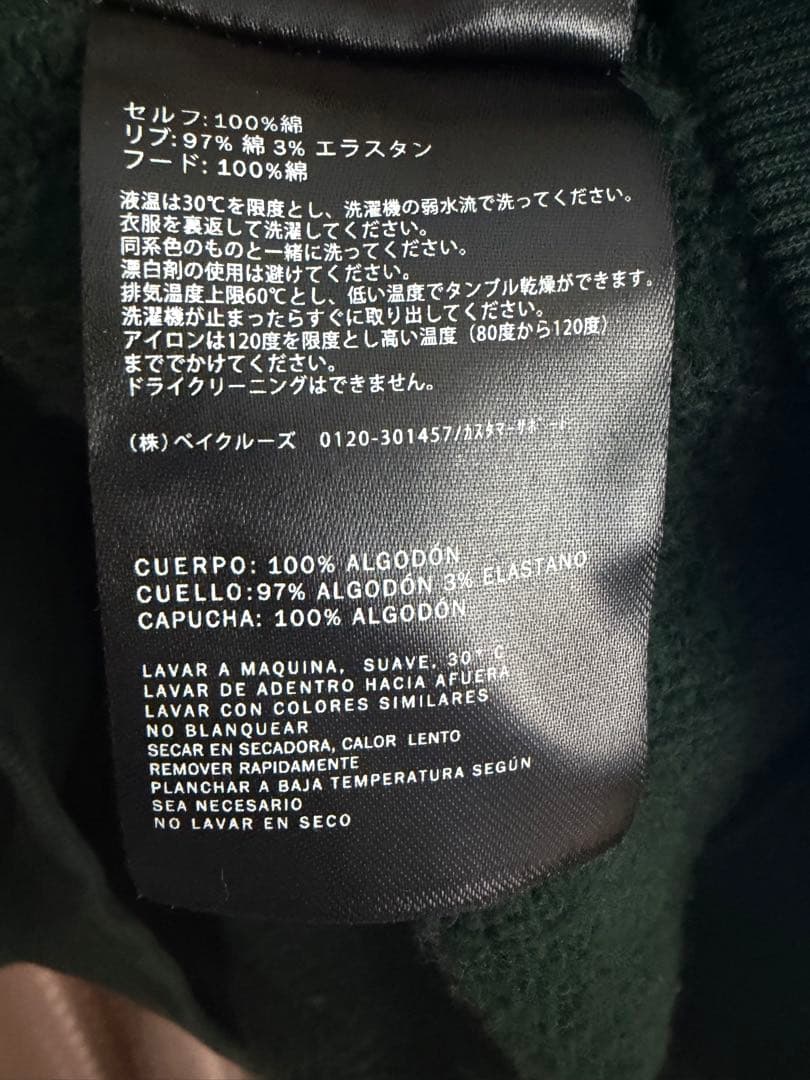 セルフ:100%綿
リブ:97% 綿 3% エラスタン
フード: 100%綿
液温は30℃を限度とし、洗濯機の弱水流で洗ってください。
衣服を裏返して洗濯してください。
同系色のものと一緒に洗ってください。
漂白剤の使用は避けてください。
排気温度上限60℃とし、低い温度でタンブル乾燥ができます。
洗濯機が止まったらすぐに取り出してください。
アイロンは120度を限度とし高い温度（80度から120度）
まででかけてください。
ドライクリーニングはできません。
（株）ベイクルーズ 0120-301457/ｶｽﾀﾏｰｻﾎﾟｰﾄ
CUERPO: 100% ALGODÓN
CUELLO:97% ALGODÓN 3% ELASTANO
CAPUCHA: 100% ALGODÓN
LAVAR A MAQUINA, SUAVE, 30° C
LAVAR DE ADENTRO HACIA AFUERA
LAVAR CON COLORES SIMILARES
NO BLANQUEAR
SECAR EN SECADORA, CALOR LENTO
REMOVER RAPIDAMENTE
PLANCHAR A BAJA TEMPERATURA SEGÚN
SEA NECESARIO
NO LAVAR EN SECO